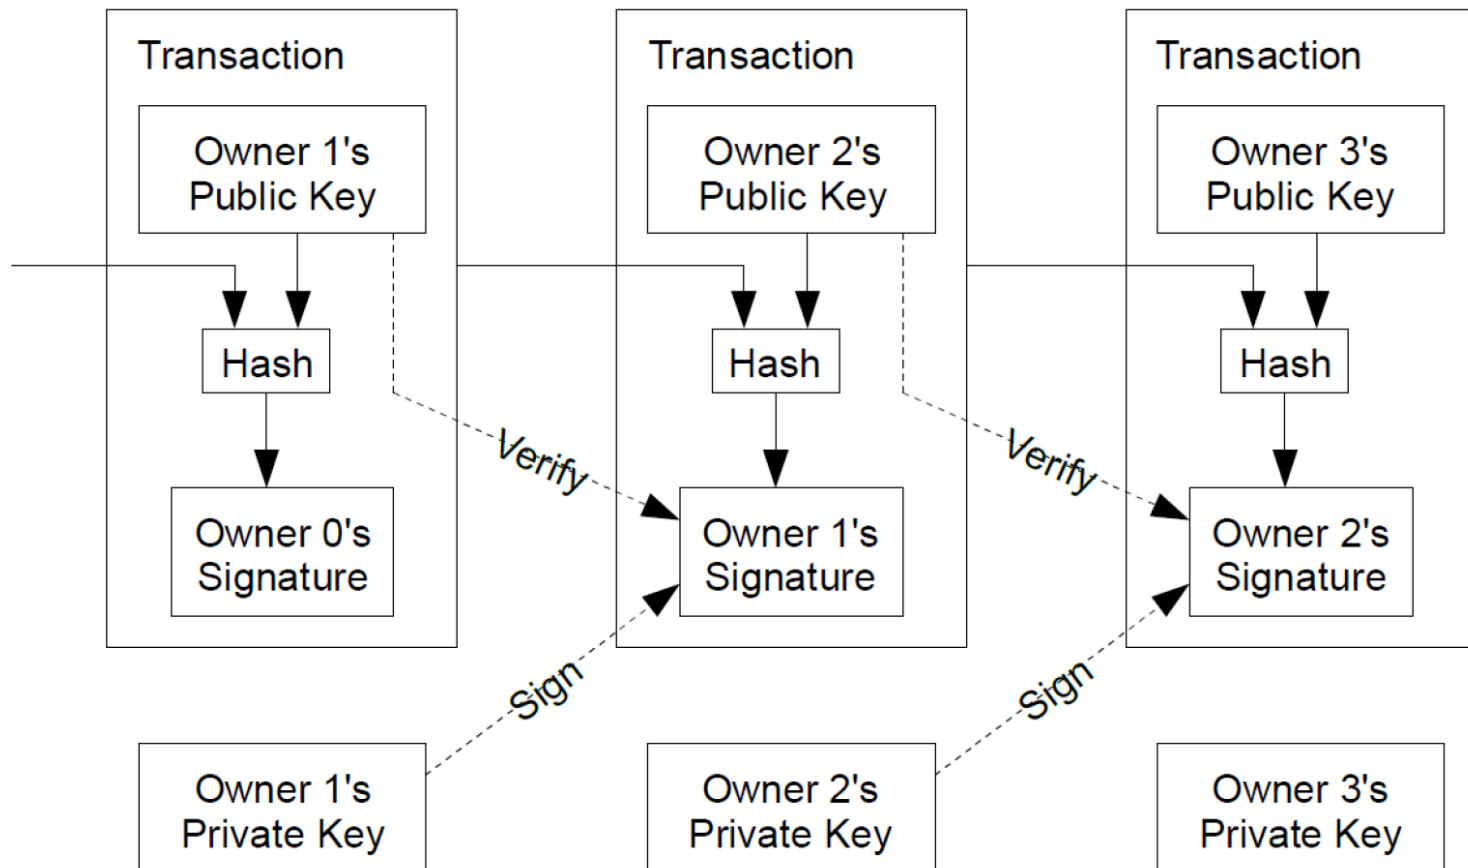 Transaction
Owner 1's
Public Key
Hash
Owner 0's
Signature
Transaction
Owner 2's
Public Key
Hash
Owner 1's
Signature
Transaction
Owner 3's
Public Key
Hash
Owner 2's
Signature
Verify
Verify
Sign
Sign
Owner 1's
Private Key
Owner 2's
Private Key
Owner 3's
Private Key